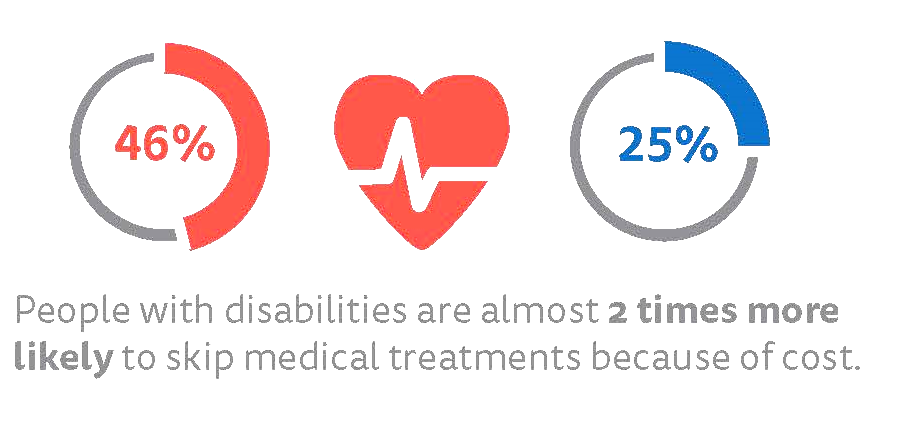 46%
25%
People with disabilities are almost 2 times more
likely to skip medical treatments because of cost.